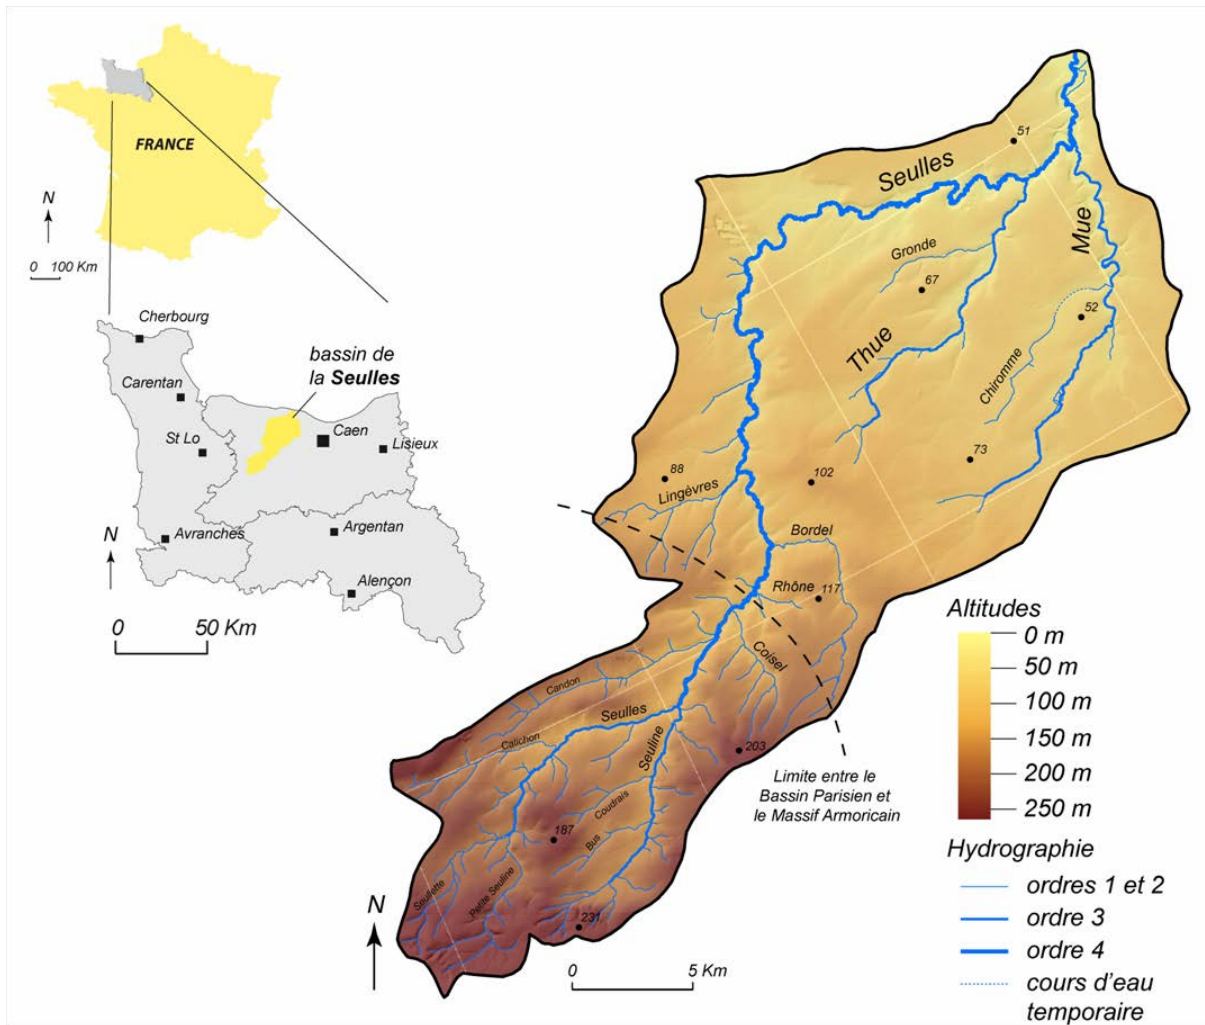 FRANCE
N
0 100 Km
Cherbourg
Carentan
St Lo
Avranches
bassin de
la Seulles
Caen
Lisieux
Argentan
Alençon
N
0 50 Km
Seulles
51
Mue
Gronde
67
52
Thue
Chiromme
73
88
102
Lingèvres
Bordel
Rhône
117
Coisel
Candon
Seulles
Calichon
Seuline
203
Coudrais
187
Bus
Seullette
Petite Seuline
231
Limite entre le
Bassin Parisien et
le Massif Armoricain
N
0 5 Km
Altitudes
0 m
50 m
100 m
150 m
200 m
250 m
Hydrographie
ordres 1 et 2
ordre 3
ordre 4
cours d'eau
temporaire